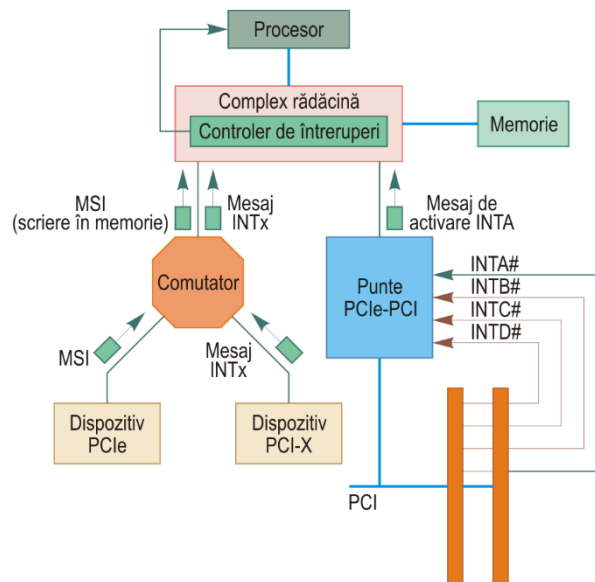 Procesor
Complex rădăcină
Controler de întreruperi
Memorie
MSI
(scriere în memorie)
Mesaj
INTx
Mesaj de
activare INTA
Comutator
Punte
PCIe-PCI
INTA#
INTB#
INTC#
INTD#
MSI
Mesaj
INTx
Dispozitiv
PCIe
Dispozitiv
PCI-X
PCI